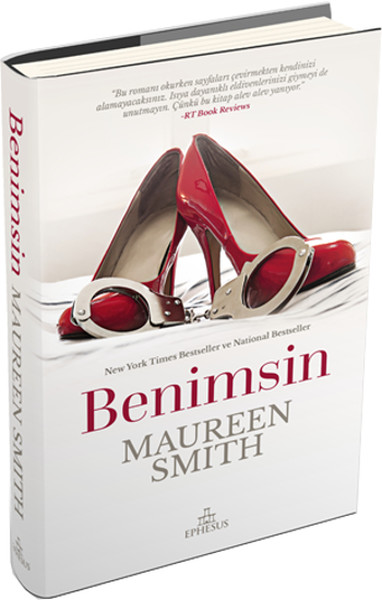 "Bu romanı okurken sayfaları çevirmekten kendinizi
alamayacaksınız. Isıya dayanıklı eldivenlerinizi giymeyi de
unutmayın. Çünkü bu kitap alev alev yanıyor."
-RT Book Reviews
New York Times Bestseller ve National Bestseller
Benimsin
MAUREEN
SMITH
EPHESUS
Benimsin MAUREEN SMITH
EPHESUS